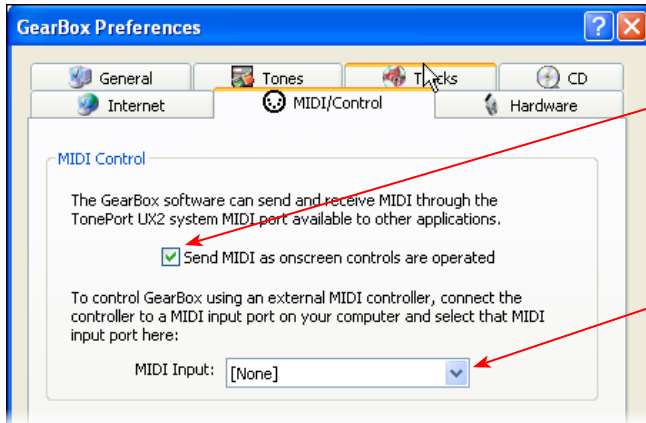 GearBox Preferences
General Tones Tracks CD
Internet MIDI/Control Hardware
MIDI Control
The GearBox software can send and receive MIDI through the
TonePort UX2 system MIDI port available to other applications.
Send MIDI as onscreen controls are operated
To control GearBox using an external MIDI controller, connect the
controller to a MIDI input port on your computer and select that MIDI
input port here:
MIDI Input: [None]